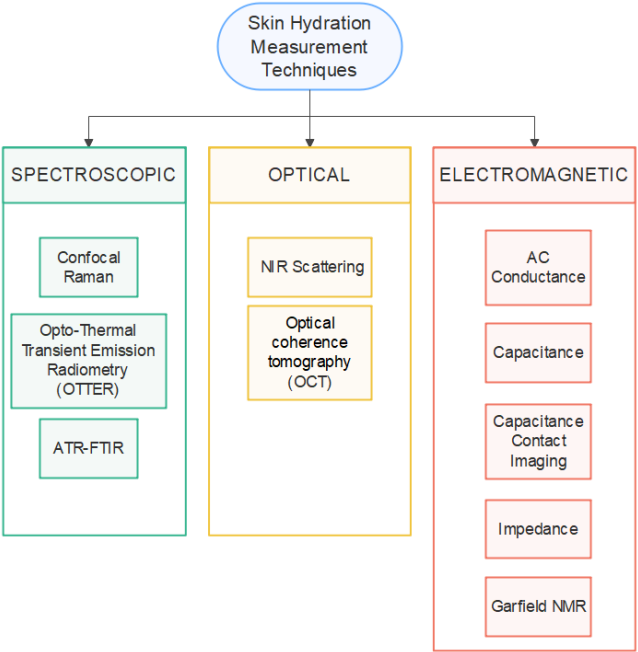 Skin Hydration
Measurement
Techniques
SPECTROSCOPIC
Confocal
Raman
Opto-Thermal
Transient Emission
Radiometry
(OTTER)
ATR-FTIR
OPTICAL
NIR Scattering
Optical
coherence
tomography
(OCT)
ELECTROMAGNETIC
AC
Conductance
Capacitance
Capacitance
Contact
Imaging
Impedance
Garfield NMR